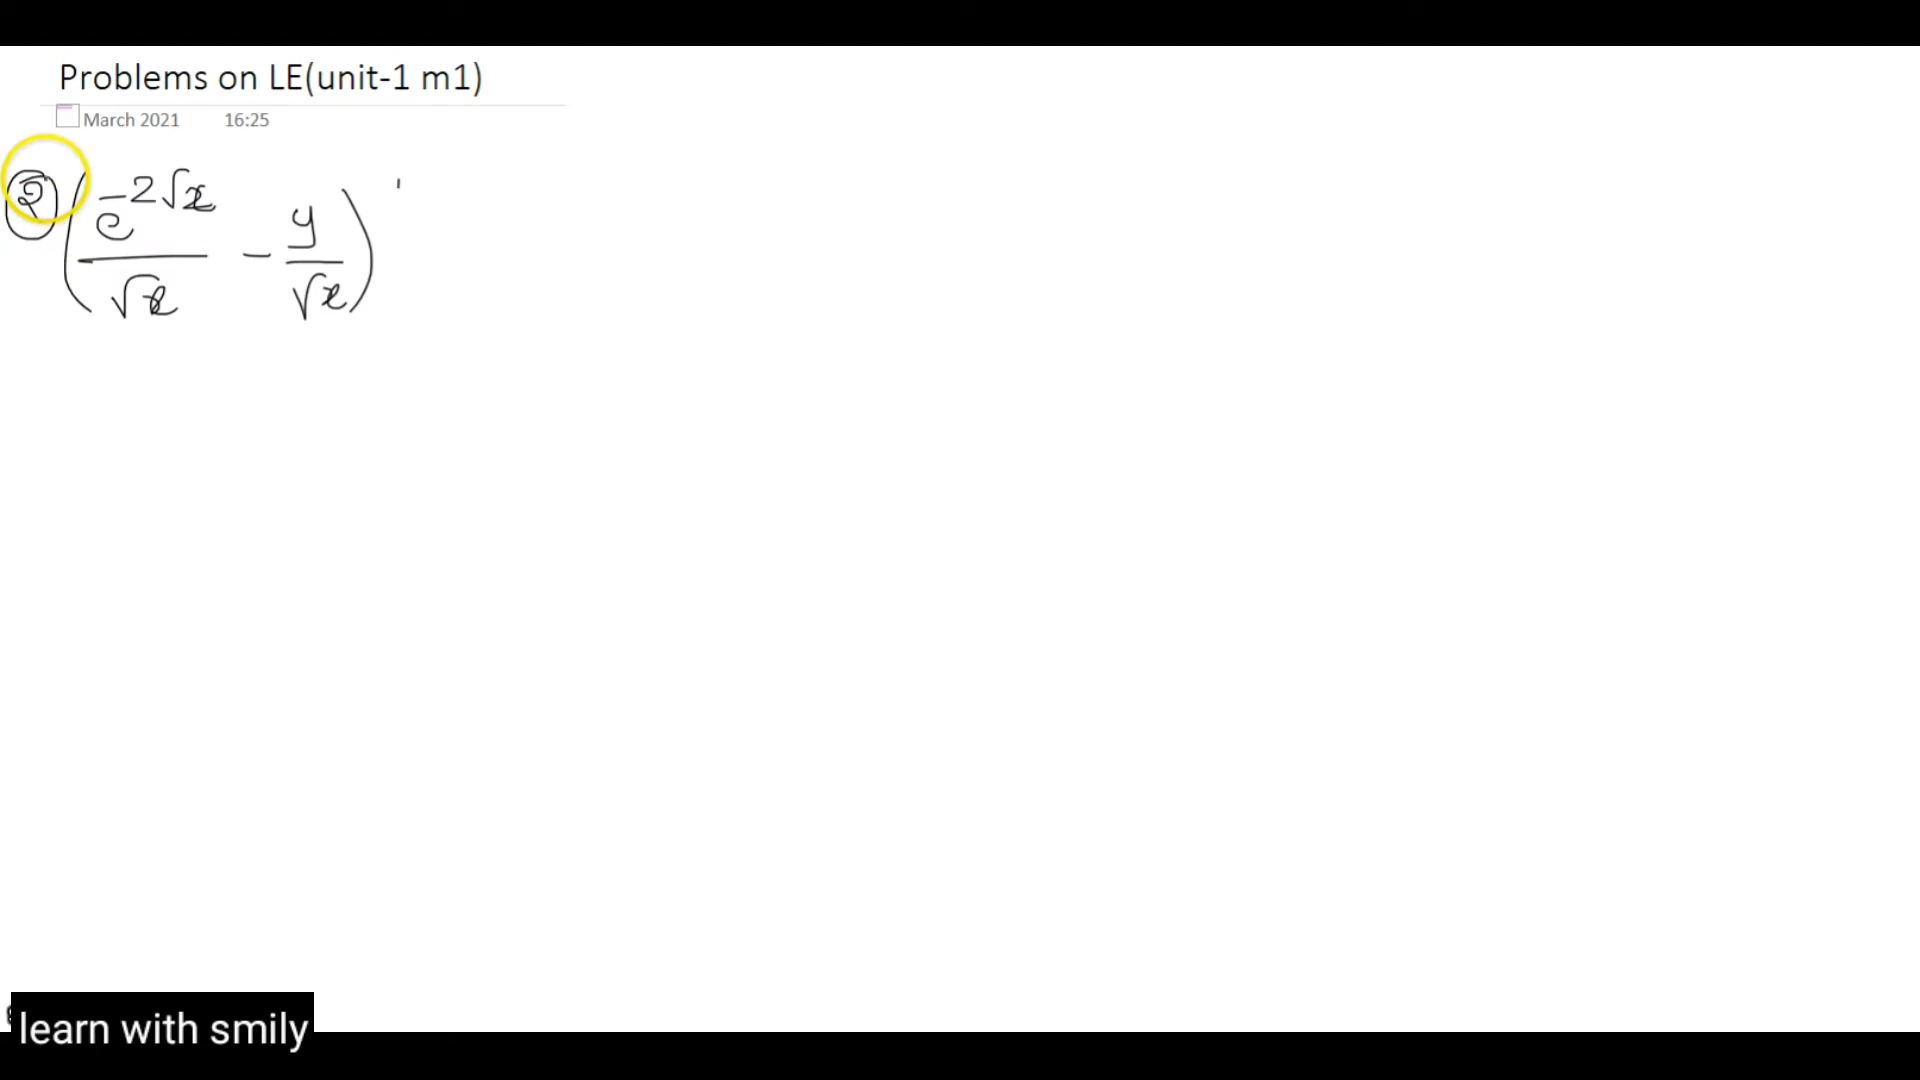 Problems on LE(unit-1 m1)
March 2021 16:25
② (e^{-2√x}/√x - y/√x) '
learn with smily